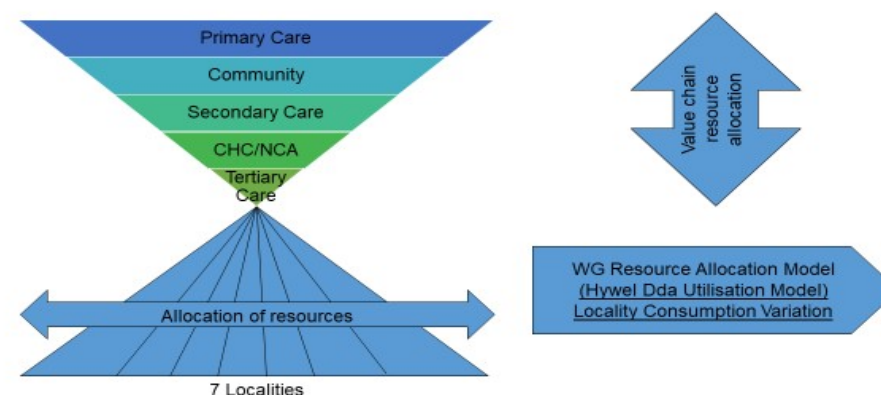 Primary Care
Community
Secondary Care
CHC/NCA
Tertiary
Care
Allocation of resources
7 Localities
Value chain
resource
allocation
WG Resource Allocation Model
(Hywel Dda Utilisation Model)
Locality Consumption Variation